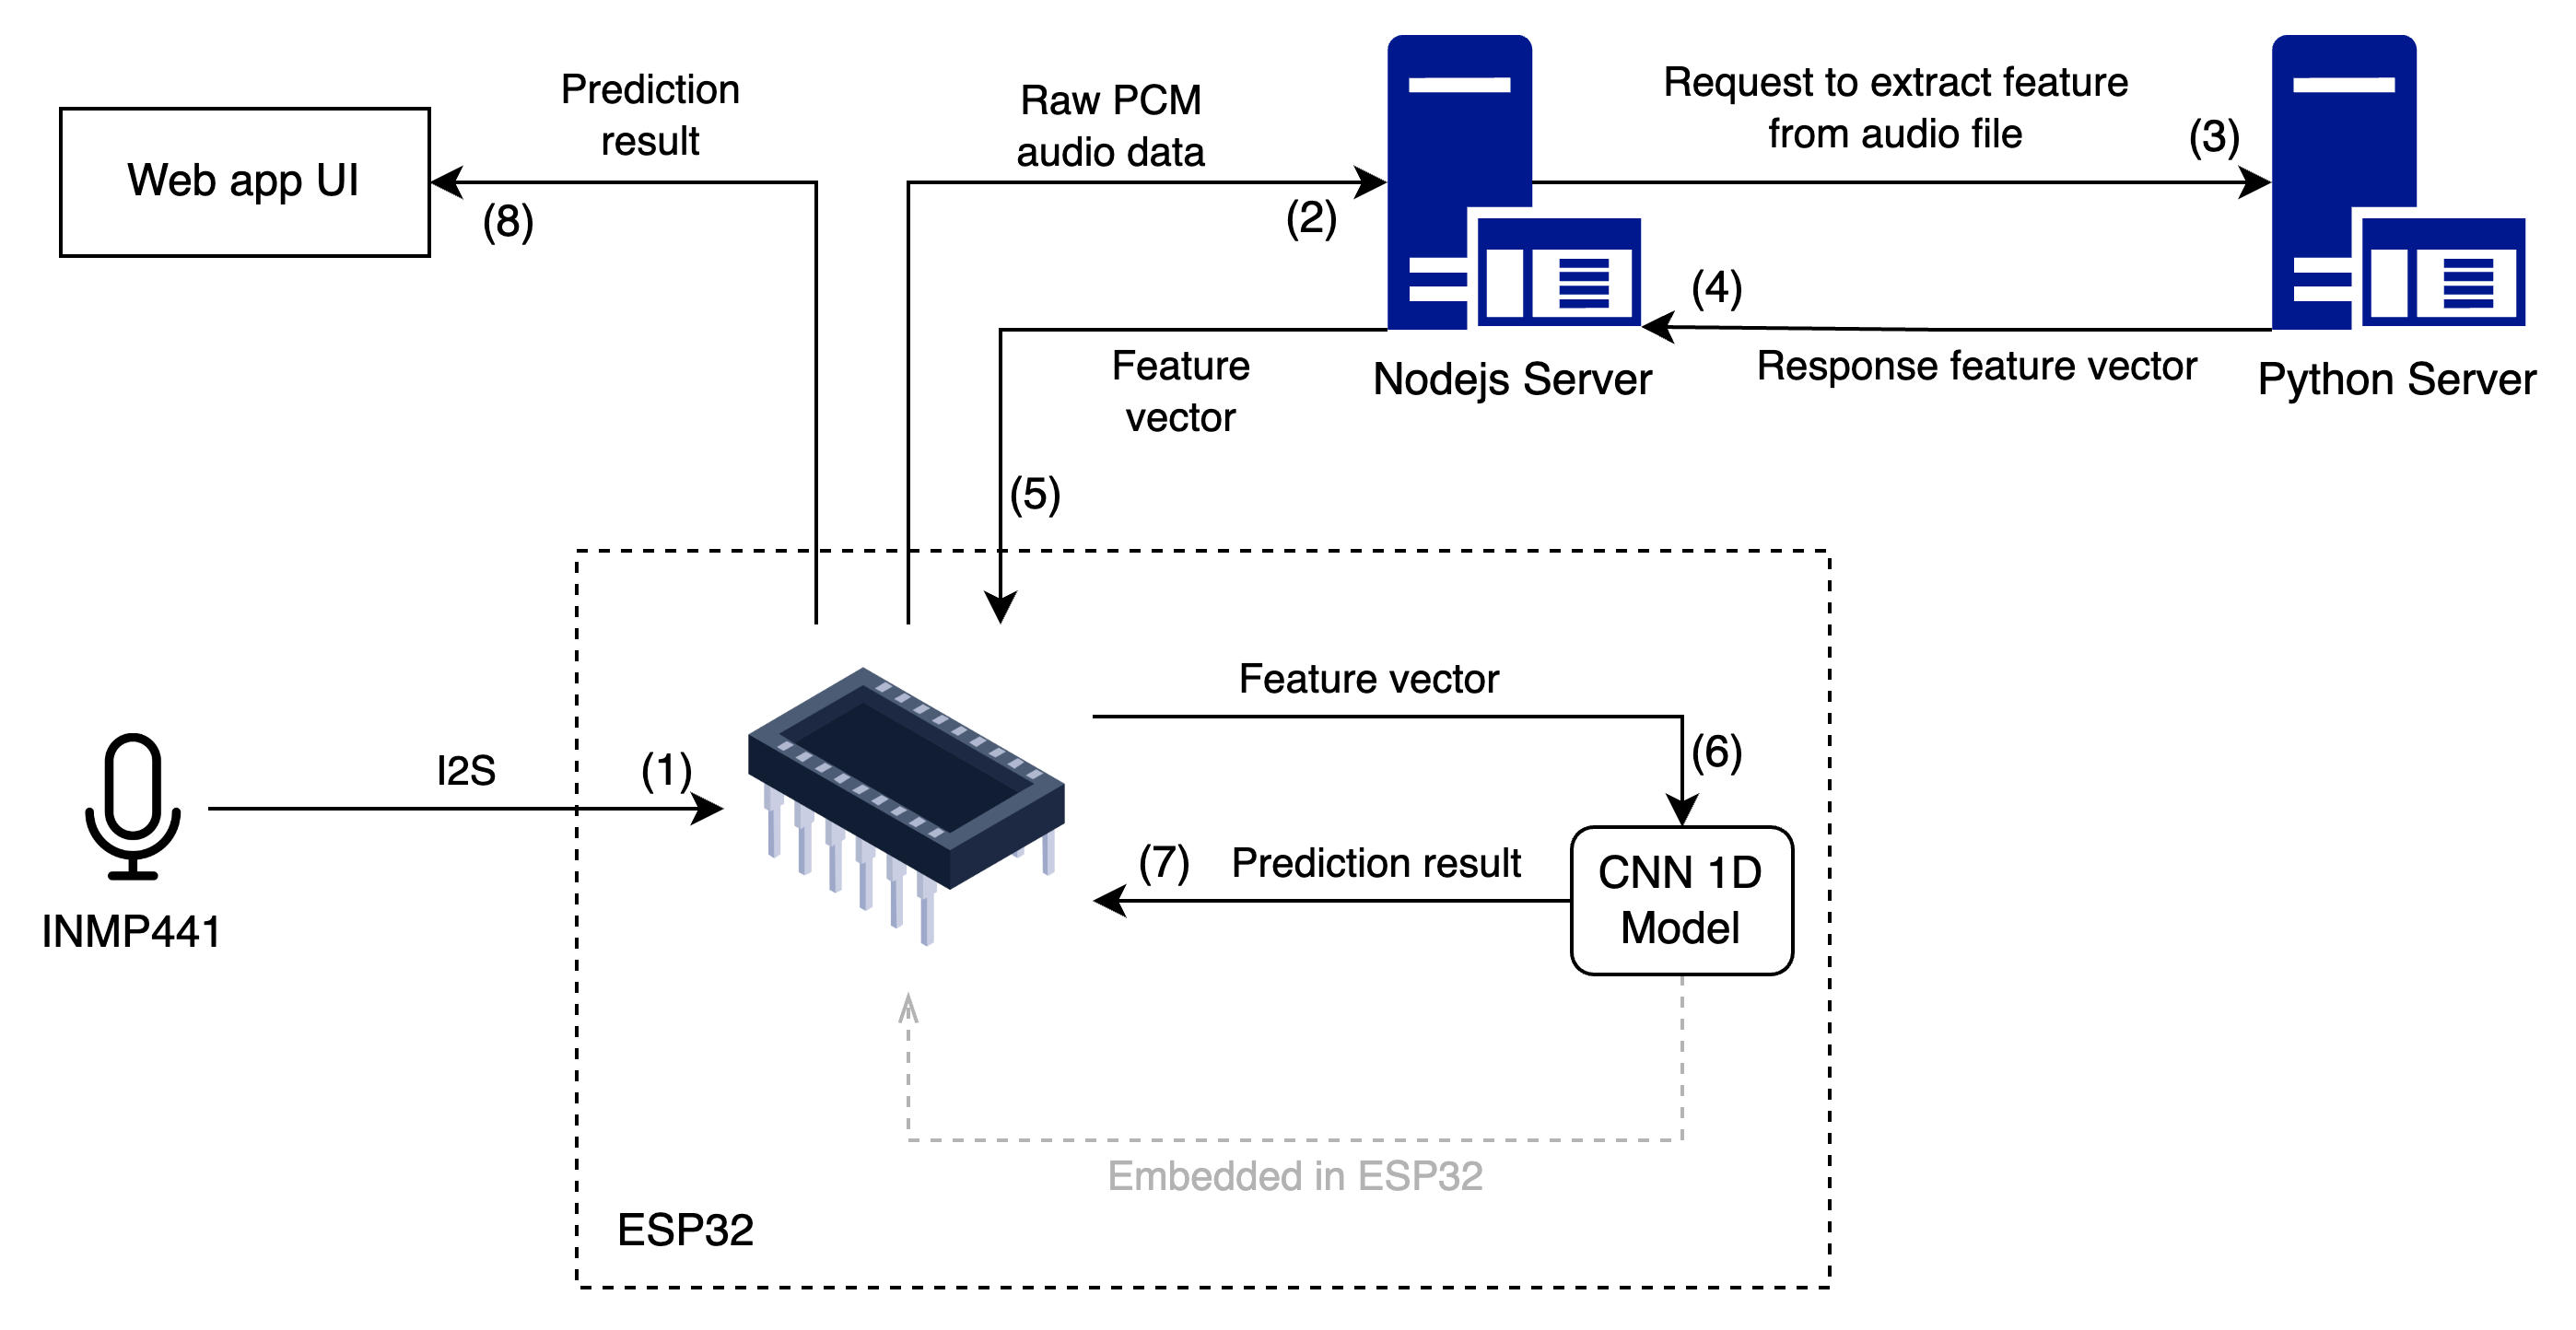 Prediction
result
Web app UI
(8)
Raw PCM
audio data
(2)
Request to extract feature
from audio file
(3)
(4)
Response feature vector
Nodejs Server
Python Server
Feature
vector
(5)
Feature vector
(6)
I2S
(1)
INMP441
(7)
Prediction result
CNN 1D
Model
Embedded in ESP32
ESP32